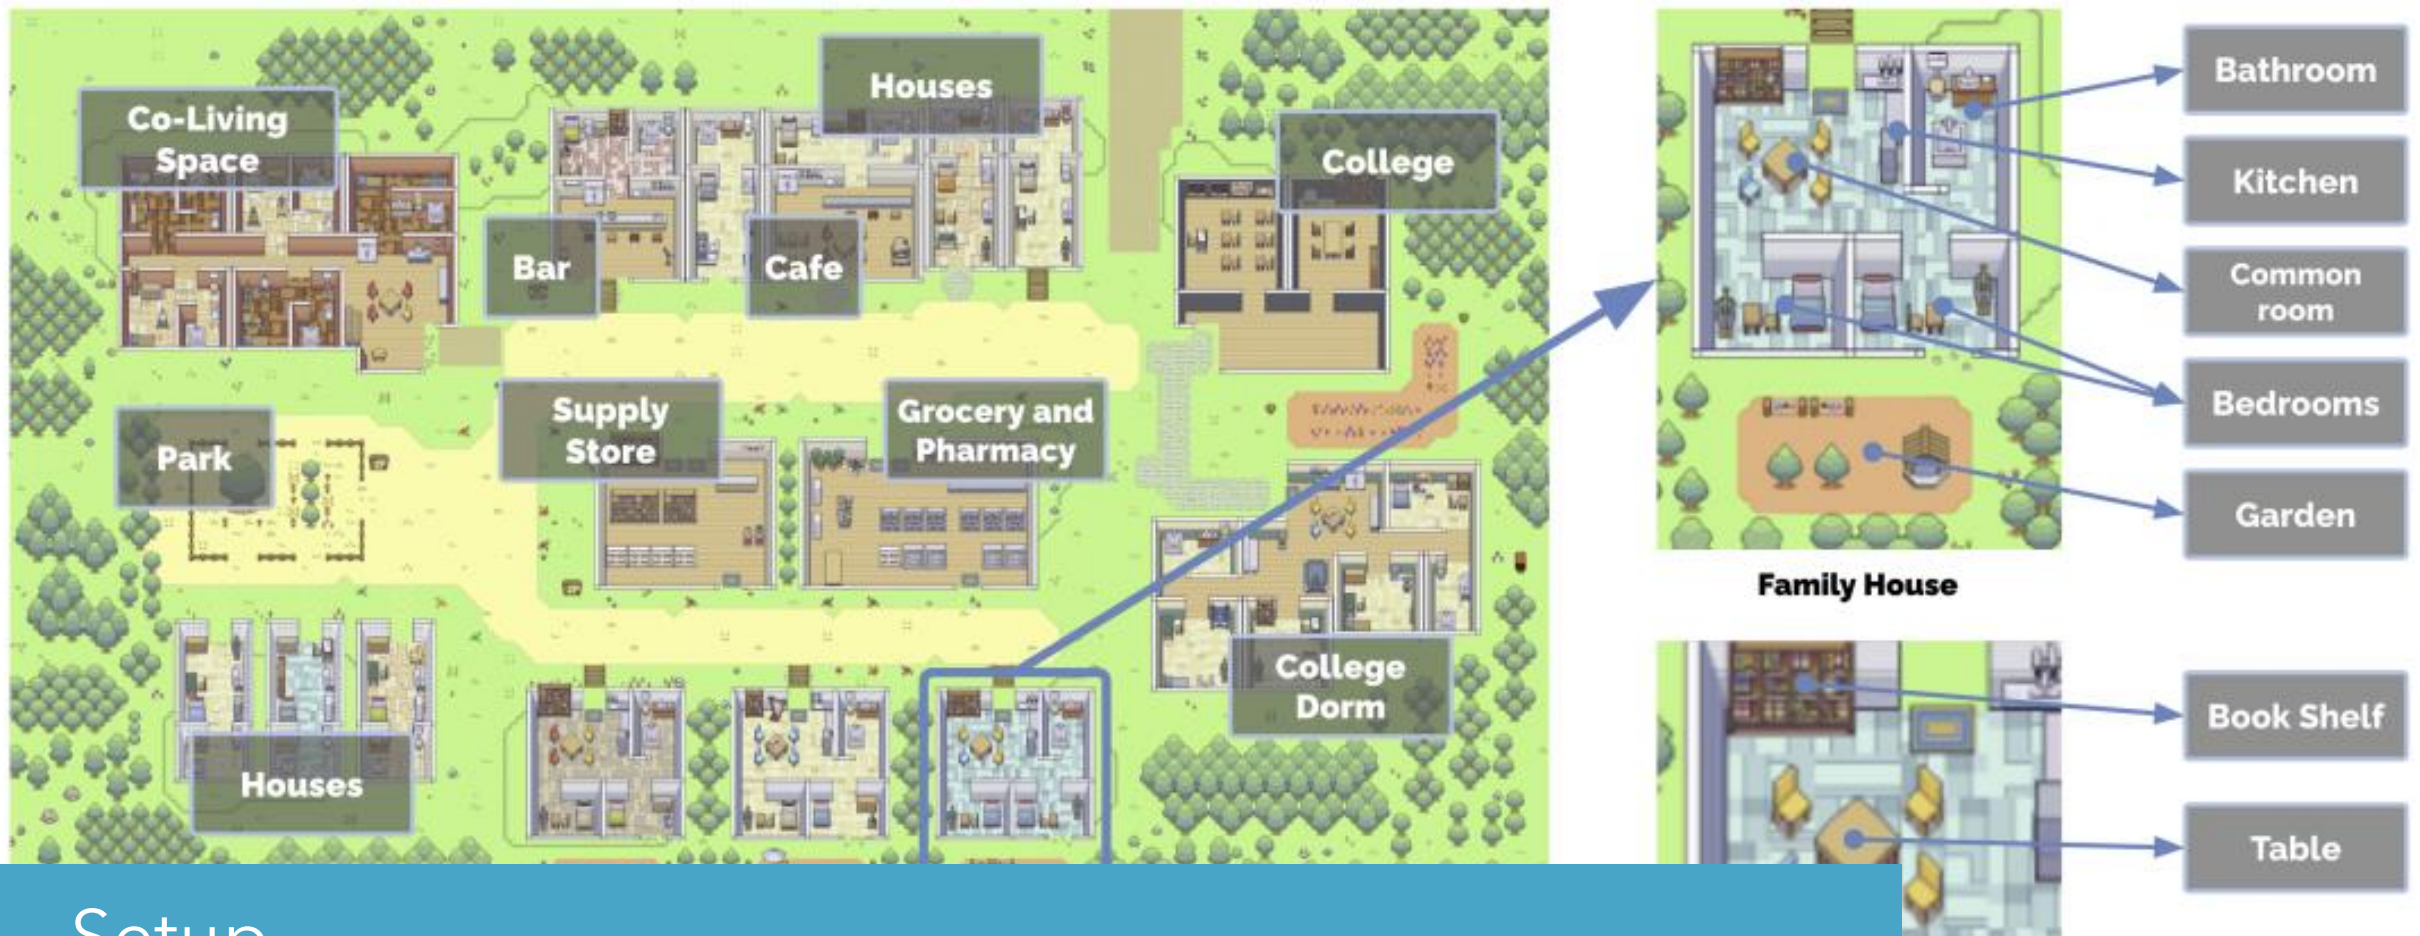 Houses
Co-Living
Space
College
Bar
Cafe
Supply
Store
Grocery and
Pharmacy
Park
College
Dorm
Houses
Bathroom
Kitchen
Common
room
Bedrooms
Garden
Family House
Book Shelf
Table
Setup